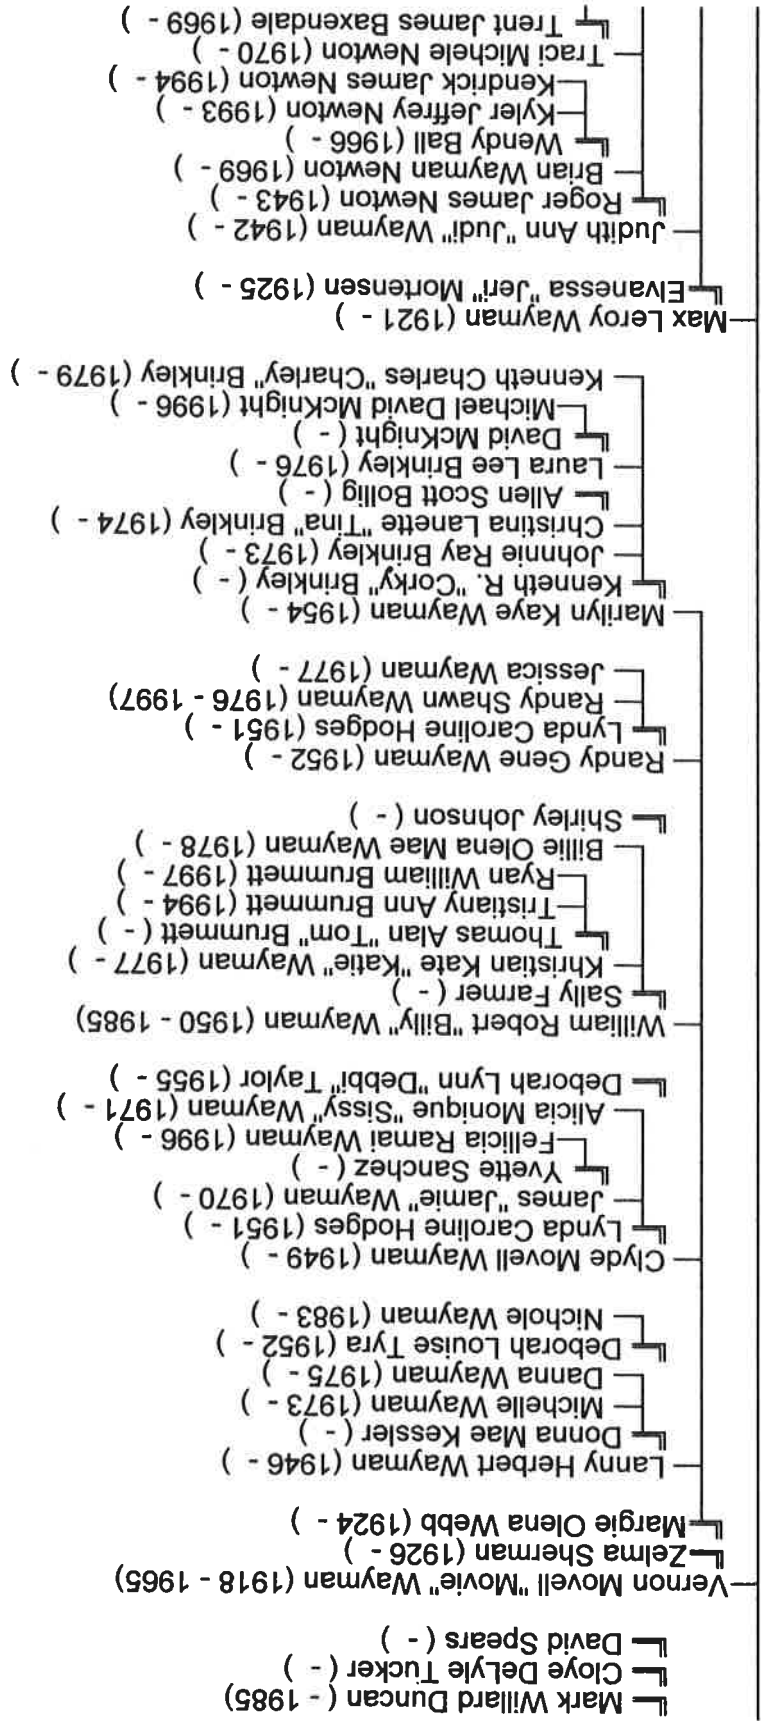 Mark Willard Duncan ( - 1985)
Cloye DeLyle Tucker ( - )
David Spears ( - )
Vernon Movell "Movie" Wayman (1918 - 1965)
Zelma Sherman (1926 - )
Margie Olena Webb (1924 - )
Lanny Herbert Wayman (1946 - )
Donna Mae Kessler ( - )
Michelle Wayman (1973 - )
Danna Wayman (1975 - )
Deborah Louise Tyra (1952 - )
Nichole Wayman (1983 - )
Clyde Movell Wayman (1949 - )
Lynda Caroline Hodges (1951 - )
James "Jamie" Wayman (1970 - )
Yvette Sanchez ( - )
Fellicia Ramai Wayman (1996 - )
Alicia Monique "Sissy" Wayman (1971 - )
Deborah Lynn "Debbi" Taylor (1955 - )
William Robert "Billy" Wayman (1950 - 1985)
Sally Farmer ( - )
Khristian Kate "Katie" Wayman (1977 - )
Thomas Alan "Tom" Brummett ( - )
Tristiany Ann Brummett (1994 - )
Ryan William Brummett (1997 - )
Billie Olena Mae Wayman (1978 - )
Shirley Johnson ( - )
Randy Gene Wayman (1952 - )
Lynda Caroline Hodges (1951 - )
Randy Shawn Wayman (1976 - 1997)
Jessica Wayman (1977 - )
Marilyn Kaye Wayman (1954 - )
Kenneth R. "Corky" Brinkley ( - )
Johnnie Ray Brinkley (1973 - )
Christina Lanette "Tina" Brinkley (1974 - )
Allen Scott Bollig ( - )
Laura Lee Brinkley (1976 - )
David McKnight ( - )
Michael David McKnight (1996 - )
Kenneth Charles "Charley" Brinkley (1979 - )
Max Leroy Wayman (1921 - )
Elvanessa "Jeri" Mortensen (1925 - )
Judith Ann "Judi" Wayman (1942 - )
Roger James Newton (1943 - )
Brian Wayman Newton (1969 - )
Wendy Ball (1966 - )
Kyler Jeffrey Newton (1993 - )
Kendrick James Newton (1994 - )
Traci Michele Newton (1970 - )
Trent James Baxendale (1969 - )